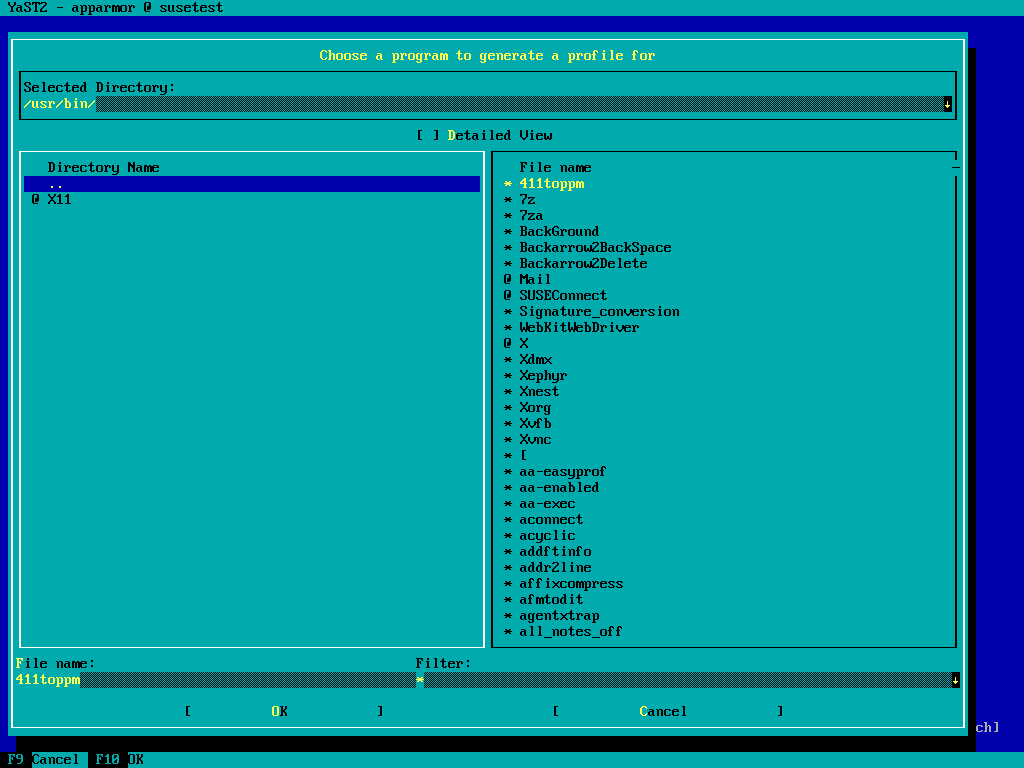 YaST2 - apparmor @ susetest
Choose a program to generate a profile for
Selected Directory:
/usr/bin/
[ ] Detailed View
Directory Name
..
@ X11
File name
* 411toppm
* 7z
* 7za
* BackGround
* Backarrow2BackSpace
* Backarrow2Delete
@ Mail
@ SUSEConnect
* Signature_conversion
* WebKitWebDriver
@ X
* Xdmx
* Xephyr
* Xnest
* Xorg
* Xvfb
* Xvnc
* [
* aa-easyprof
* aa-enabled
* aa-exec
* aconnect
* acyclic
* addftinfo
* addr2line
* affixcompress
* afmtodit
* agentxtrap
* all_notes_off
File name:
411toppm
Filter:
*
[ OK ]
[ Cancel ]
ch]
F9 Cancel F10 OK